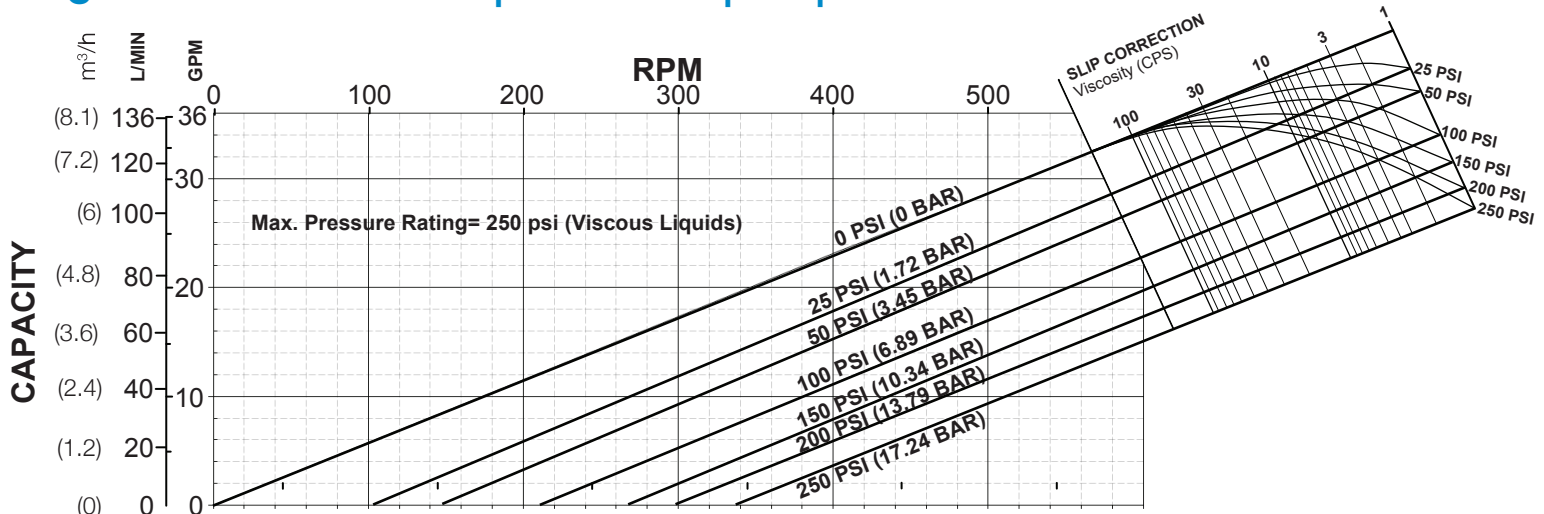 m³/h
L/MIN
GPM
RPM
0 100 200 300 400 500
SLIP CORRECTION
Viscosity (CPS)
100 30 10 3 1
25 PSI
50 PSI
100 PSI
150 PSI
200 PSI
250 PSI
CAPACITY
(8.1) 136 36
(7.2) 120
30
(6) 100
(4.8) 80
20
(3.6) 60
(2.4) 40
10
(1.2) 20
(0) 0 0
Max. Pressure Rating= 250 psi (Viscous Liquids)
0 PSI (0 BAR)
25 PSI (1.72 BAR)
50 PSI (3.45 BAR)
100 PSI (6.89 BAR)
150 PSI (10.34 BAR)
200 PSI (13.79 BAR)
250 PSI (17.24 BAR)